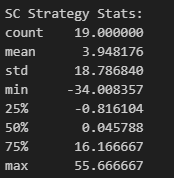 SC Strategy Stats:
count    19.000000
mean      3.948176
std      18.786840
min     -34.008357
25%      -0.816104
50%       0.045788
75%      16.166667
max      55.666667